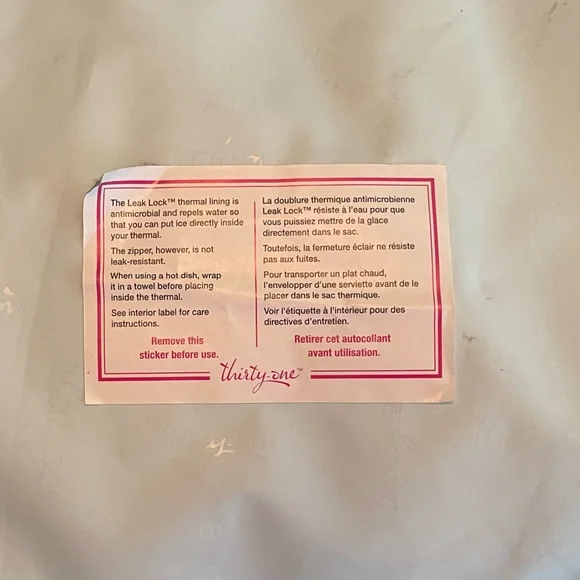 The Leak Lock™ thermal lining is
antimicrobial and repels water so
that you can put ice directly inside
your thermal.
The zipper, however, is not
leak-resistant.
When using a hot dish, wrap
it in a towel before placing
inside the thermal.
See interior label for care
instructions.
Remove this
sticker before use.
La doublure thermique antimicrobienne
Leak Lock™ résiste à l'eau pour que
vous puissiez mettre de la glace
directement dans le sac.
Toutefois, la fermeture éclair ne résiste
pas aux fuites.
Pour transporter un plat chaud,
l'envelopper d'une serviette avant de le
placer dans le sac thermique.
Voir l'étiquette à l'intérieur pour des
directives d'entretien.
Retirer cet autocollant
avant utilisation.
thirty-one™